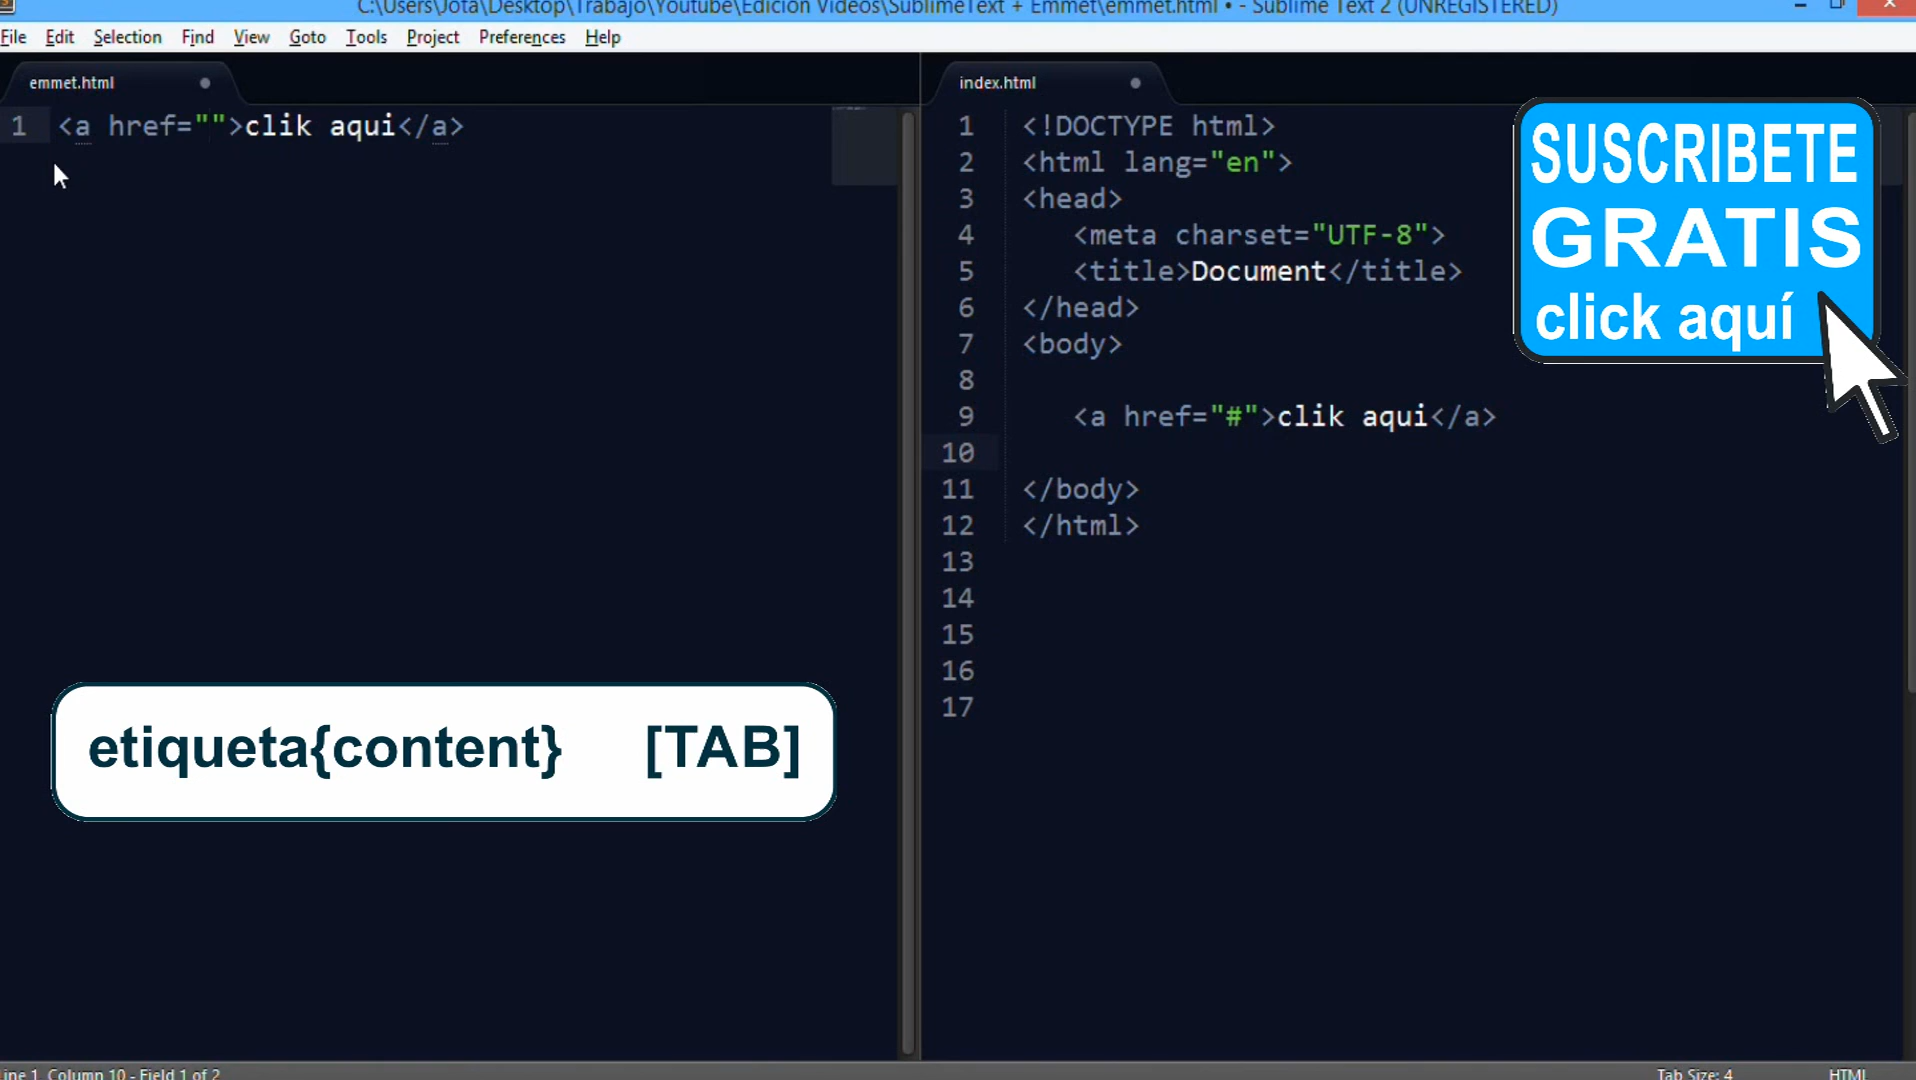 C:\Users\Jota\Desktop\Trabajo\Youtube\Edicion Videos\SublimeText + Emmet\emmet.html • - Sublime Text 2 (UNREGISTERED)
File Edit Selection Find View Goto Tools Project Preferences Help
emmet.html
1 <a href="">clik aqui</a>
etiqueta{content} [TAB]
index.html
1 <!DOCTYPE html>
2 <html lang="en">
3 <head>
4 <meta charset="UTF-8">
5 <title>Document</title>
6 </head>
7 <body>
8
9 <a href="#">clik aqui</a>
10
11 </body>
12 </html>
13
14
15
16
17
SUSCRIBETE
GRATIS
click aquí
ine 1, Column 10 - Field 1 of 2 Tab Size: 4 HTML